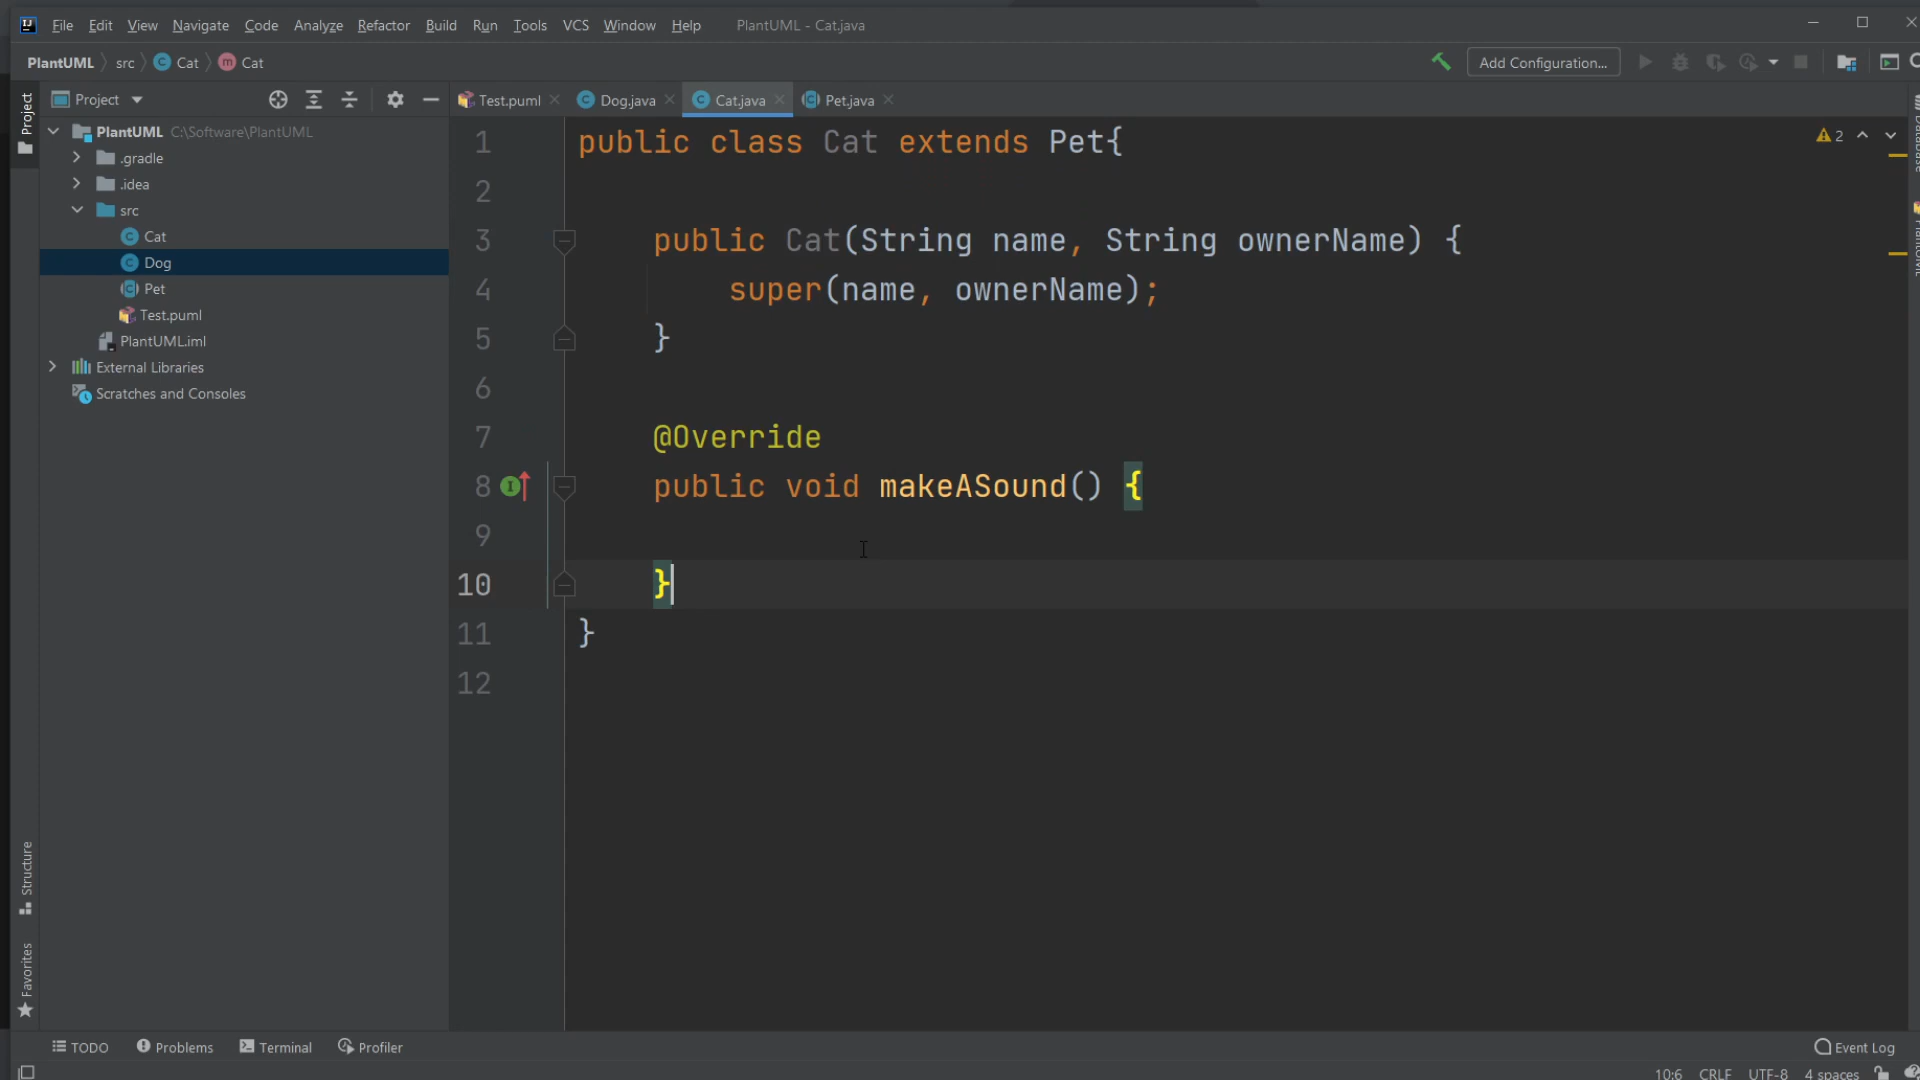 File Edit View Navigate Code Analyze Refactor Build Run Tools VCS Window Help PlantUML - Cat.java
PlantUML src Cat Cat
Add Configuration...
Project
Test.puml Dog.java Cat.java Pet.java
Project
PlantUML C:\Software\PlantUML
.gradle
.idea
src
Cat
Dog
Pet
Test.puml
PlantUML.iml
External Libraries
Scratches and Consoles
1 public class Cat extends Pet{
2
3 public Cat(String name, String ownerName) {
4 super(name, ownerName);
5 }
6
7 @Override
8 public void makeASound() {
9
10 }
11 }
12
2
Structure
Favorites
TODO Problems Terminal Profiler
Event Log
10:6 CRLF UTF-8 4 spaces